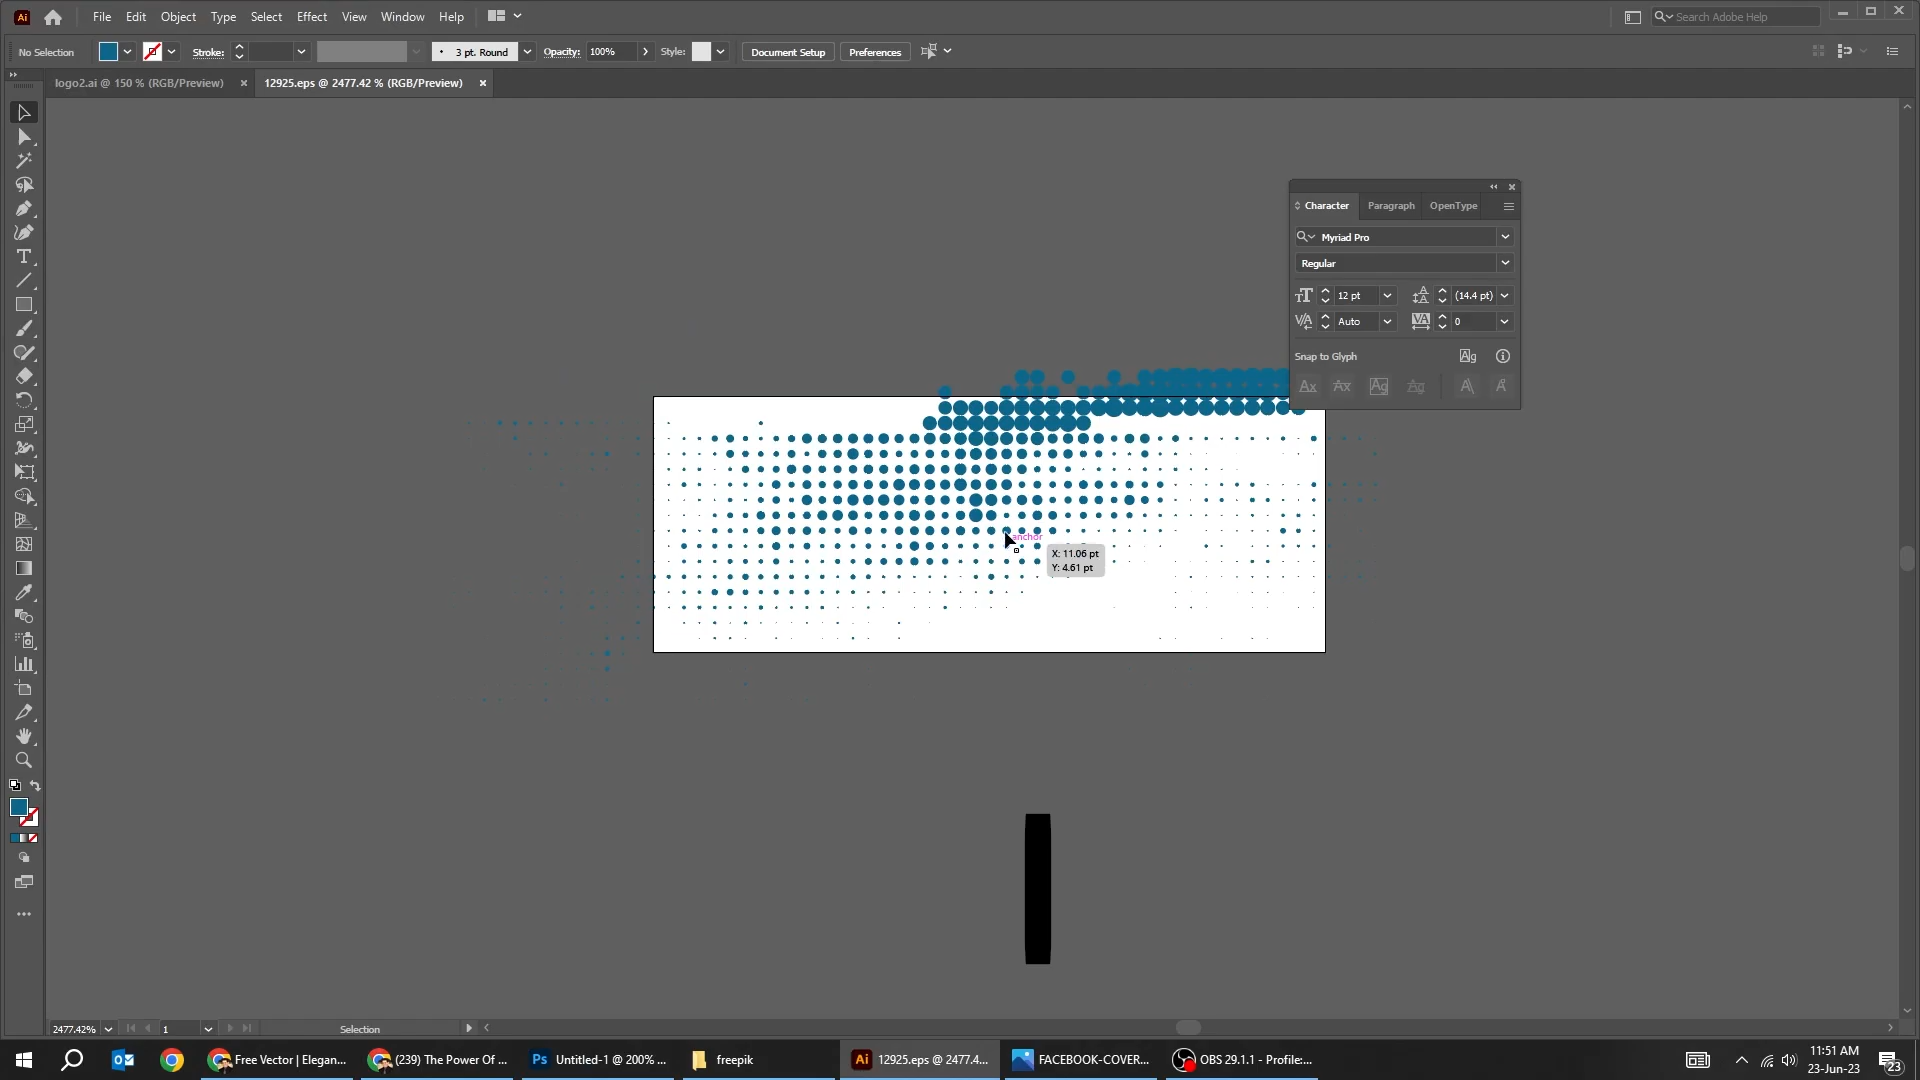 Ai File Edit Object Type Select Effect View Window Help Search Adobe Help
No Selection Stroke: 3 pt. Round Opacity: 100% Style: Document Setup Preferences
logo2.ai @ 150 % (RGB/Preview) 12925.eps @ 2477.42 % (RGB/Preview)
Character Paragraph OpenType
Myriad Pro
Regular
12 pt (14.4 pt)
Auto 0
Snap to Glyph
anchor
X: 11.06 pt
Y: 4.61 pt
2477.42% 1 Selection
Free Vector | Elegan... (239) The Power Of ... Ps Untitled-1 @ 200% ... freepik Ai 12925.eps @ 2477.4... FACEBOOK-COVER... OBS 29.1.1 - Profile:...
11:51 AM
23-Jun-23
23